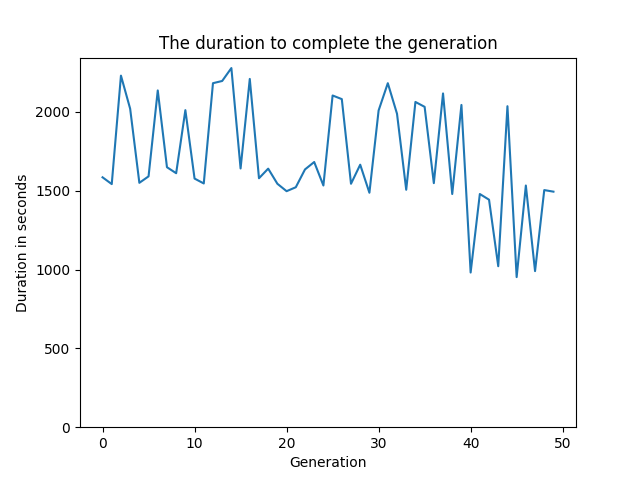 The duration to complete the generation
Duration in seconds
2000
1500
1000
500
0
0 10 20 30 40 50
Generation